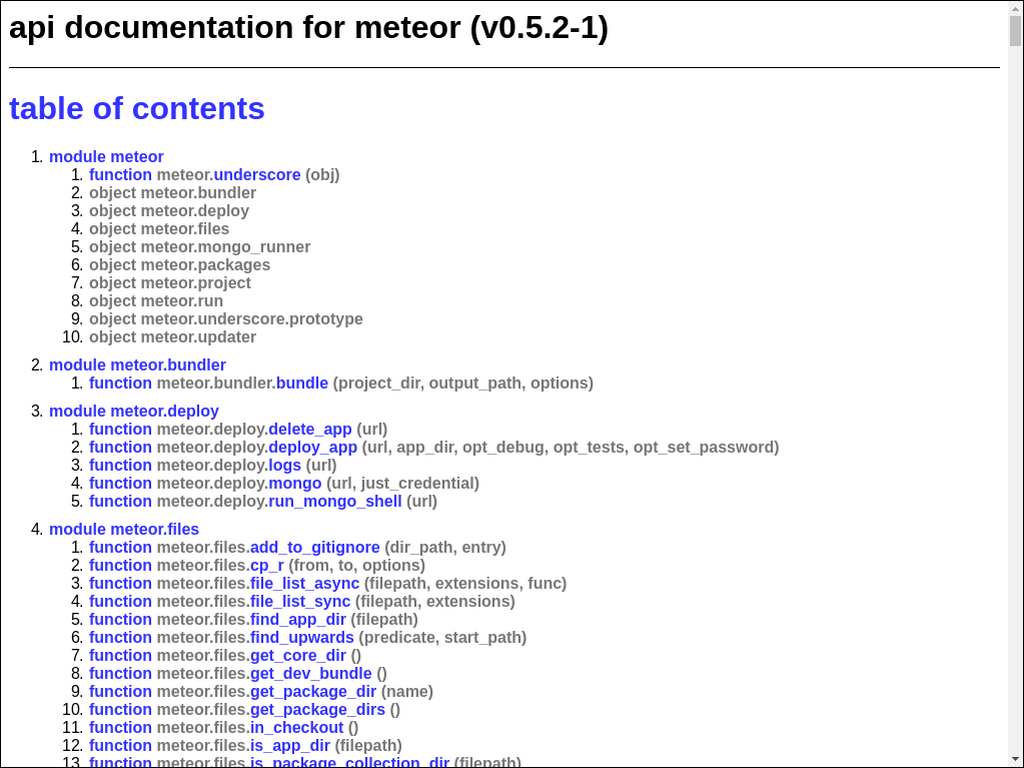 api documentation for meteor (v0.5.2-1)
table of contents
1. module meteor
1. function meteor.underscore (obj)
2. object meteor.bundler
3. object meteor.deploy
4. object meteor.files
5. object meteor.mongo_runner
6. object meteor.packages
7. object meteor.project
8. object meteor.run
9. object meteor.underscore.prototype
10. object meteor.updater
2. module meteor.bundler
1. function meteor.bundler.bundle (project_dir, output_path, options)
3. module meteor.deploy
1. function meteor.deploy.delete_app (url)
2. function meteor.deploy.deploy_app (url, app_dir, opt_debug, opt_tests, opt_set_password)
3. function meteor.deploy.logs (url)
4. function meteor.deploy.mongo (url, just_credential)
5. function meteor.deploy.run_mongo_shell (url)
4. module meteor.files
1. function meteor.files.add_to_gitignore (dir_path, entry)
2. function meteor.files.cp_r (from, to, options)
3. function meteor.files.file_list_async (filepath, extensions, func)
4. function meteor.files.file_list_sync (filepath, extensions)
5. function meteor.files.find_app_dir (filepath)
6. function meteor.files.find_upwards (predicate, start_path)
7. function meteor.files.get_core_dir ()
8. function meteor.files.get_dev_bundle ()
9. function meteor.files.get_package_dir (name)
10. function meteor.files.get_package_dirs ()
11. function meteor.files.in_checkout ()
12. function meteor.files.is_app_dir (filepath)
13. function meteor.files.is_package_collection_dir (filepath)